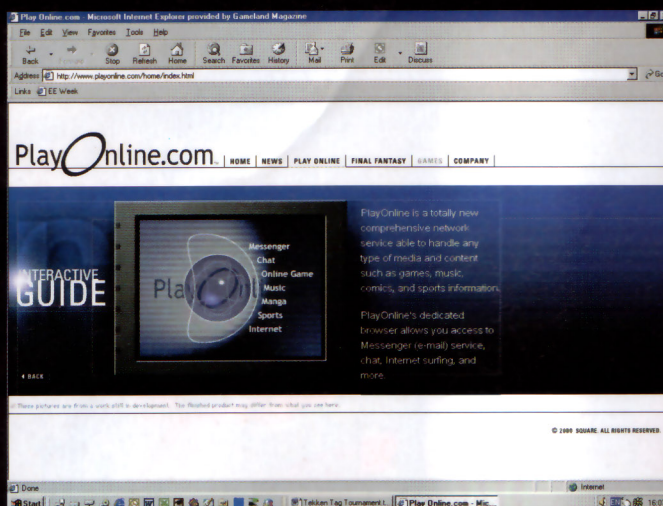 Play Online.com - Microsoft Internet Explorer provided by Gameland Magazine
File Edit View Favorites Tools Help
Back Forward Stop Refresh Home Search Favorites History Mail Print Edit Discuss
Address http://www.playonline.com/home/index.html Go
Links EE Week
PlayOnline.com™ HOME NEWS PLAY ONLINE FINAL FANTASY GAMES COMPANY
INTERACTIVE
GUIDE
Messenger
Chat
Online Game
Music
Manga
Sports
Internet
PlayOnline is a totally new
comprehensive network
service able to handle any
type of media and content
such as games, music,
comics, and sports information.
PlayOnline's dedicated
browser allows you access to
Messenger (e-mail) service,
chat, Internet surfing, and
more.
BACK
These pictures are from a work still in development. The finished product may differ from what you see here.
© 2000 SQUARE. ALL RIGHTS RESERVED.
Done Internet
Start Tekken Tag Tournament t... Play Online.com - Mic... 16:0